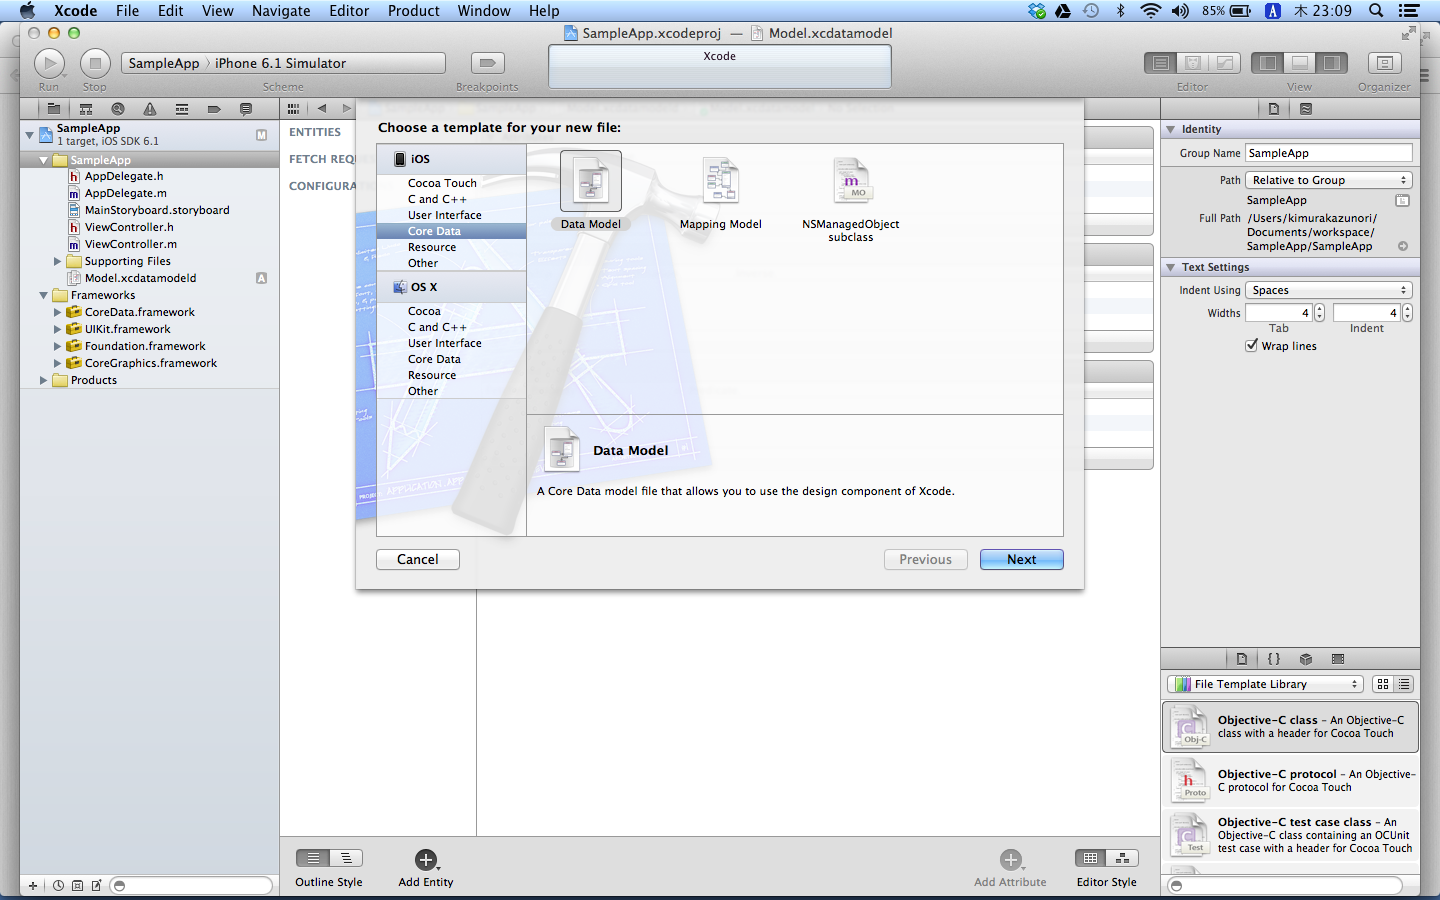 Xcode File Edit View Navigate Editor Product Window Help 85% A 木 23:09
SampleApp.xcodeproj — Model.xcdatamodel
SampleApp 〉 iPhone 6.1 Simulator
Xcode
Run Stop Scheme Breakpoints Editor View Organizer
SampleApp M
1 target, iOS SDK 6.1
SampleApp
AppDelegate.h
AppDelegate.m
MainStoryboard.storyboard
ViewController.h
ViewController.m
Supporting Files
Model.xcdatamodeld A
Frameworks
CoreData.framework
UIKit.framework
Foundation.framework
CoreGraphics.framework
Products
ENTITIES
FETCH REQ
CONFIGURA
Choose a template for your new file:
iOS
Cocoa Touch
C and C++
User Interface
Core Data
Resource
Other
OS X
Cocoa
C and C++
User Interface
Core Data
Resource
Other
Data Model
Mapping Model
m
MO
NSManagedObject
subclass
Data Model
A Core Data model file that allows you to use the design component of Xcode.
Cancel
Previous
Next
Identity
Group Name SampleApp
Path Relative to Group
SampleApp
Full Path /Users/kimurakazunori/
Documents/workspace/
SampleApp/SampleApp
Text Settings
Indent Using Spaces
Widths 4 4
Tab Indent
Wrap lines
{ }
File Template Library
Obj-C
Objective-C class – An Objective-C
class with a header for Cocoa Touch
h
Proto
Objective-C protocol – An Objective-
C protocol for Cocoa Touch
Test
Objective-C test case class – An
Objective-C class containing an OCUnit
test case with a header for Cocoa Touch
Outline Style
Add Entity
Add Attribute
Editor Style